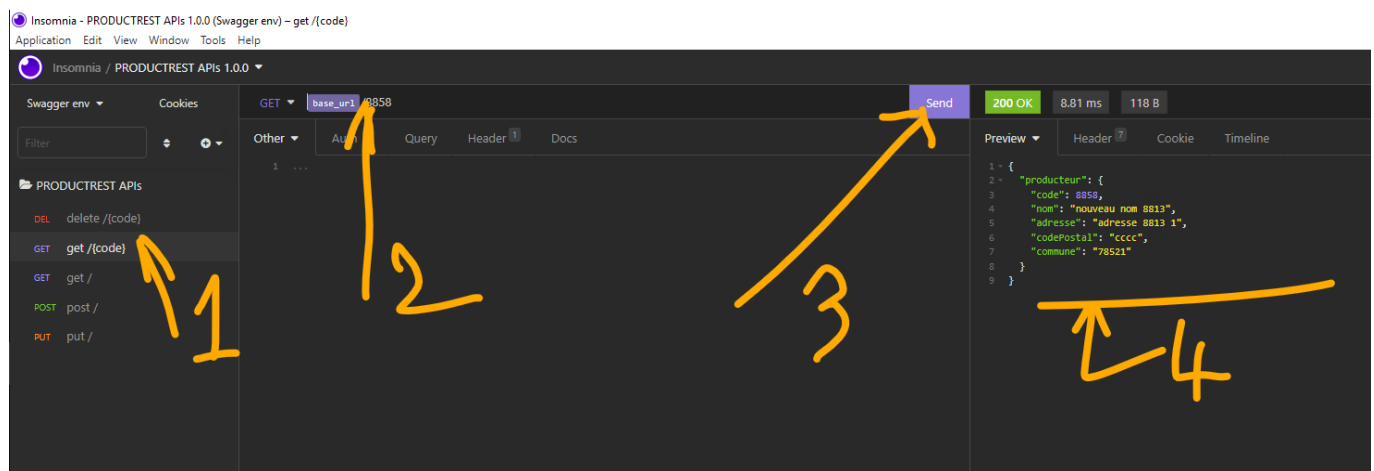 Insomnia - PRODUCTREST APIs 1.0.0 (Swagger env) – get /{code}
Application Edit View Window Tools Help
Insomnia / PRODUCTREST APIs 1.0.0
Swagger env Cookies
GET base_url /8858 Send
200 OK 8.81 ms 118 B
Filter
Other Auth Query Header 1 Docs
Preview Header 7 Cookie Timeline
1 ...
PRODUCTREST APIs
DEL delete /{code}
GET get /{code}
GET get /
POST post /
PUT put /
1 {
2 "producteur": {
3 "code": 8858,
4 "nom": "nouveau nom 8813",
5 "adresse": "adresse 8813 1",
6 "codePostal": "cccc",
7 "commune": "78521"
8 }
9 }
1
2
3
4